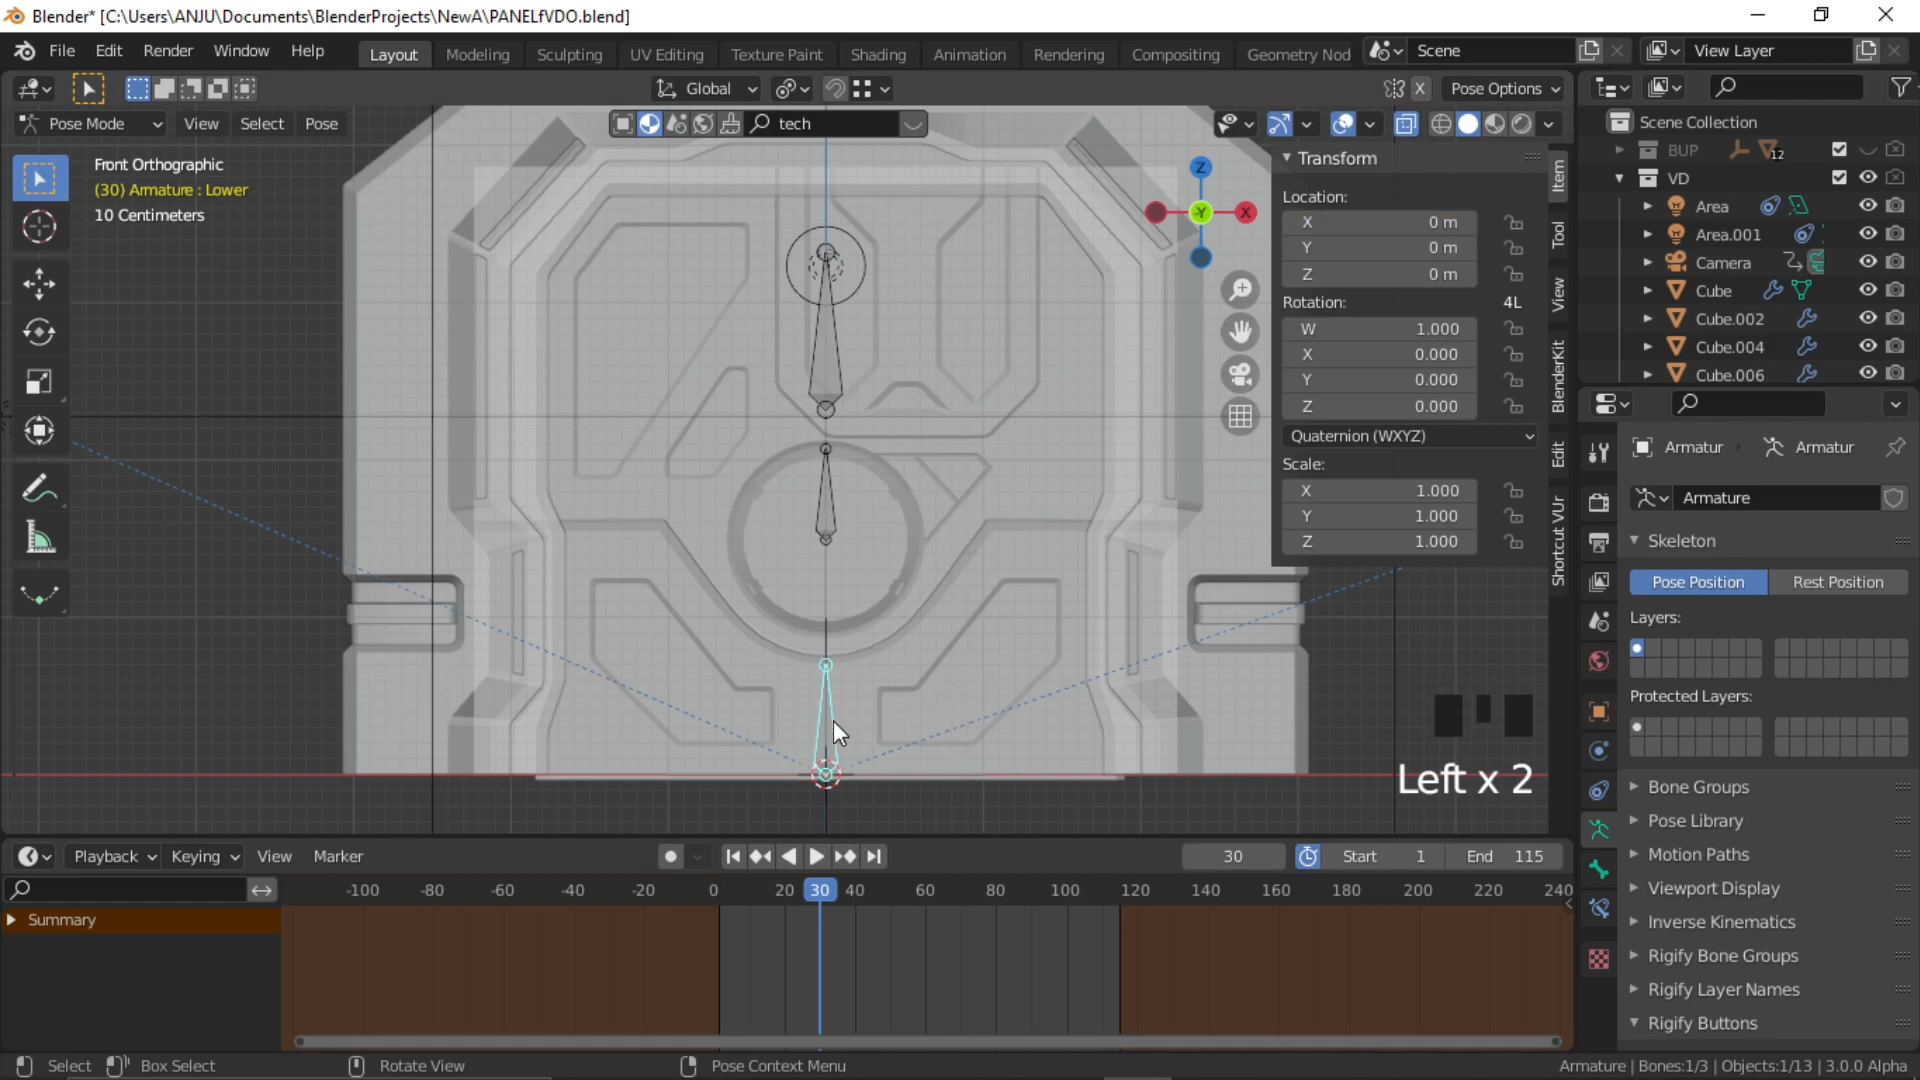 Blender* [C:\Users\ANJU\Documents\BlenderProjects\NewA\PANELfVDO.blend]
File Edit Render Window Help Layout Modeling Sculpting UV Editing Texture Paint Shading Animation Rendering Compositing Geometry Nod Scene View Layer
Global X Pose Options
Pose Mode View Select Pose tech
Front Orthographic
(30) Armature : Lower
10 Centimeters
Z
Y
X
Transform
Location:
X 0 m
Y 0 m
Z 0 m
Rotation: 4L
W 1.000
X 0.000
Y 0.000
Z 0.000
Quaternion (WXYZ)
Scale:
X 1.000
Y 1.000
Z 1.000
Item
Tool
View
BlenderKit
Edit
Shortcut VUr
Scene Collection
BUP 12
VD
Area
Area.001
Camera
Cube
Cube.002
Cube.004
Cube.006
Armatur Armatur
Armature
Skeleton
Pose Position Rest Position
Layers:
Protected Layers:
Bone Groups
Pose Library
Motion Paths
Viewport Display
Inverse Kinematics
Rigify Bone Groups
Rigify Layer Names
Rigify Buttons
Left x 2
Playback Keying View Marker 30 Start 1 End 115
-100 -80 -60 -40 -20 0 20 30 40 60 80 100 120 140 160 180 200 220 240
Summary
Select Box Select Rotate View Pose Context Menu Armature | Bones:1/3 | Objects:1/13 | 3.0.0 Alpha